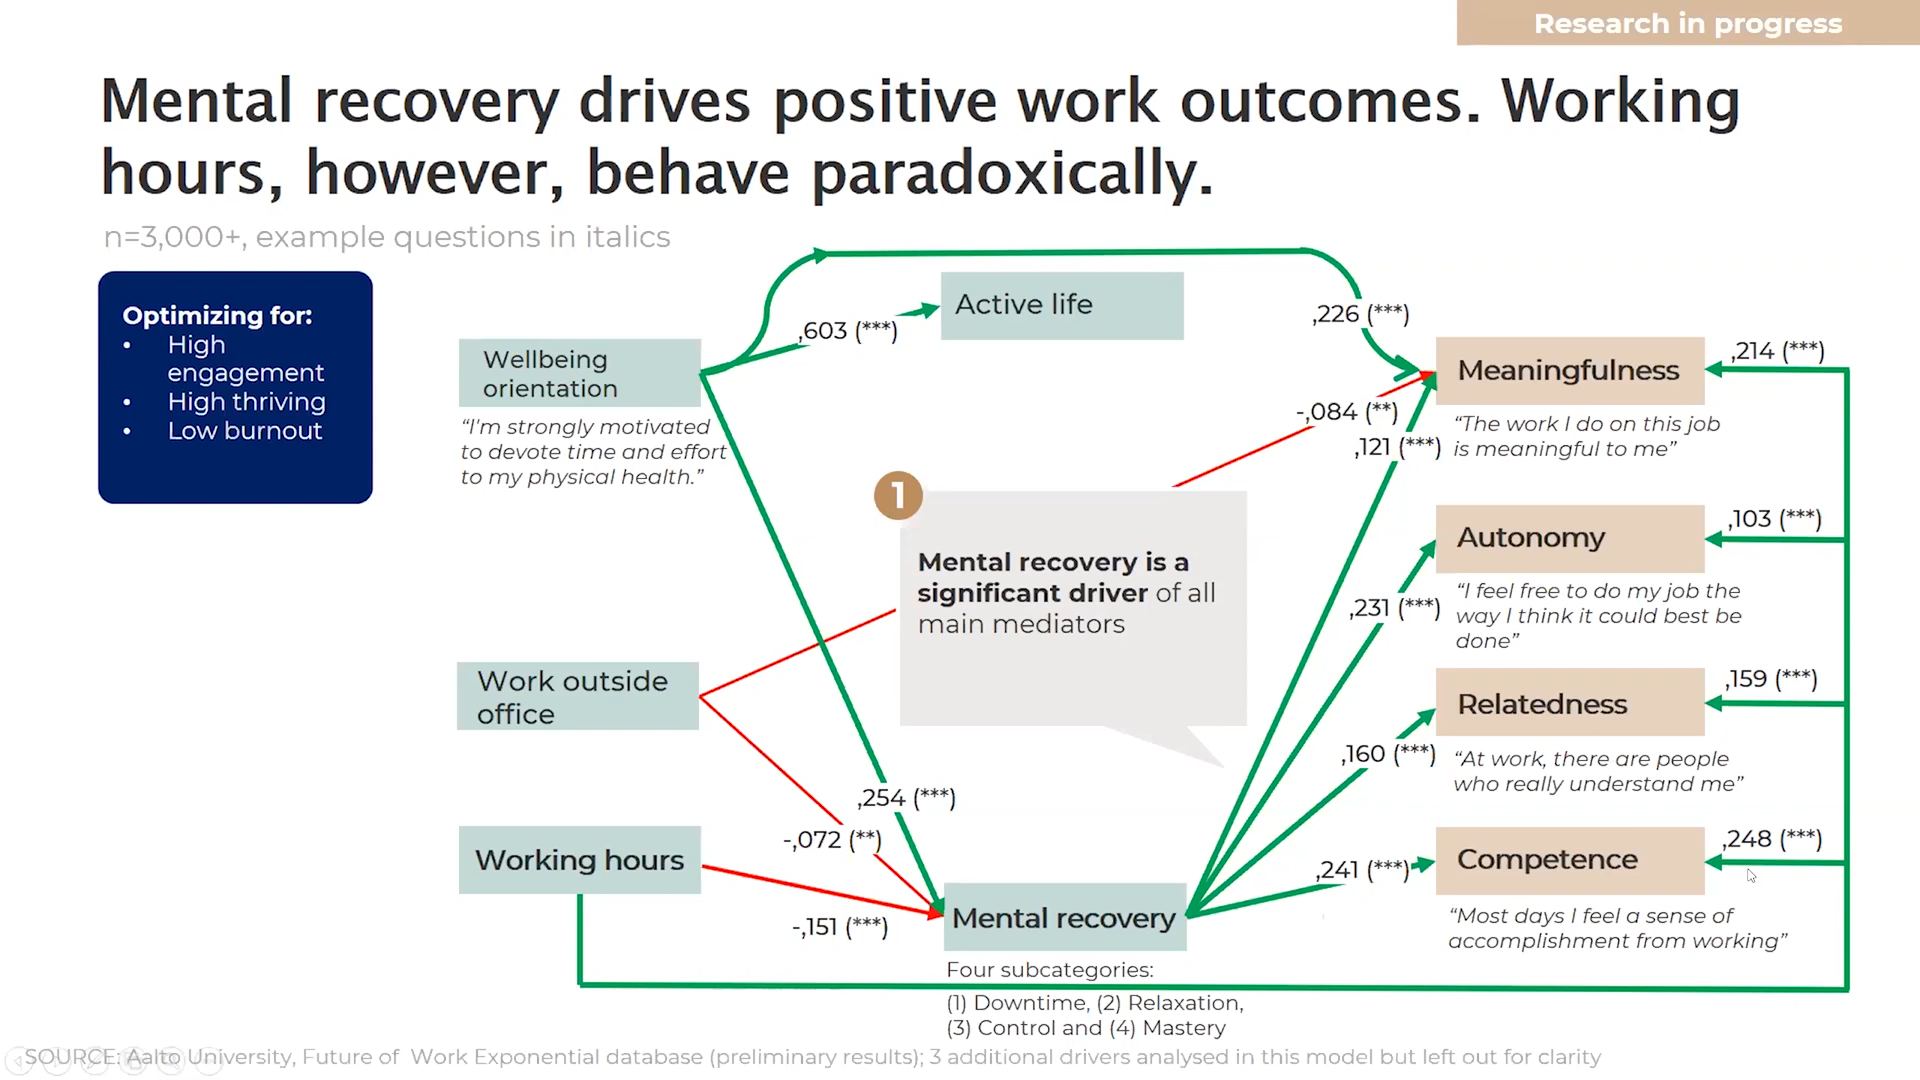 Research in progress
Mental recovery drives positive work outcomes. Working
hours, however, behave paradoxically.
n=3,000+, example questions in italics
Optimizing for:
• High
engagement
• High thriving
• Low burnout
Wellbeing
orientation
“I'm strongly motivated
to devote time and effort
to my physical health.”
,603 (***)
Active life
,226 (***)
-,084 (**)
,121 (***)
Meaningfulness
,214 (***)
“The work I do on this job
is meaningful to me”
1
Mental recovery is a
significant driver of all
main mediators
Autonomy
,103 (***)
“I feel free to do my job the
way I think it could best be
done”
,231 (***)
Work outside
office
Relatedness
,159 (***)
“At work, there are people
who really understand me”
,160 (***)
,254 (***)
-,072 (**)
Working hours
-,151 (***)
Mental recovery
Four subcategories:
(1) Downtime, (2) Relaxation,
(3) Control and (4) Mastery
,241 (***)
Competence
,248 (***)
“Most days I feel a sense of
accomplishment from working”
SOURCE: Aalto University, Future of Work Exponential database (preliminary results); 3 additional drivers analysed in this model but left out for clarity